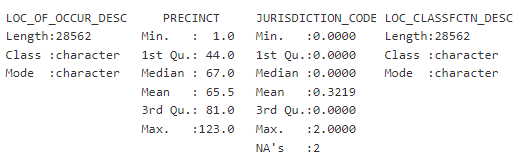 LOC_OF_OCCUR_DESC PRECINCT JURISDICTION_CODE LOC_CLASSFCTN_DESC
Length:28562 Min. : 1.0 Min. :0.0000 Length:28562
Class :character 1st Qu.: 44.0 1st Qu.:0.0000 Class :character
Mode :character Median : 67.0 Median :0.0000 Mode :character
Mean : 65.5 Mean :0.3219
3rd Qu.: 81.0 3rd Qu.:0.0000
Max. :123.0 Max. :2.0000
NA's :2